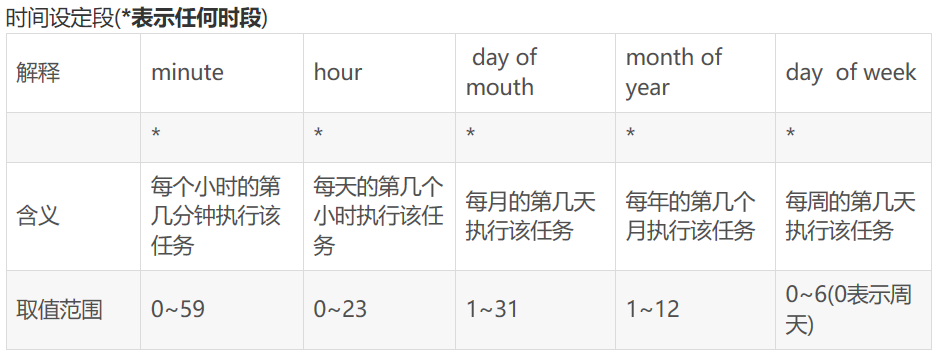 时间设定段(*表示任何时段)
解释 minute hour day of mouth month of year day of week
* * * * *
含义 每个小时的第几分钟执行该任务 每天的第几个小时执行该任务 每月的第几天执行该任务 每年的第几个月执行该任务 每周的第几天执行该任务
取值范围 0~59 0~23 1~31 1~12 0~6(0表示周天)